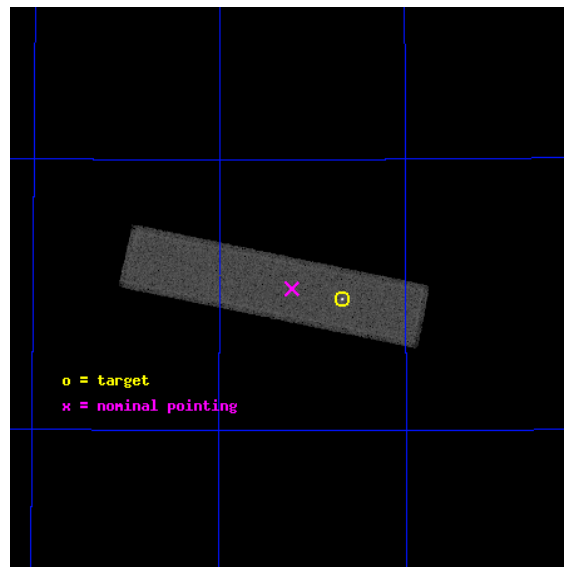 o = target
x = nominal pointing